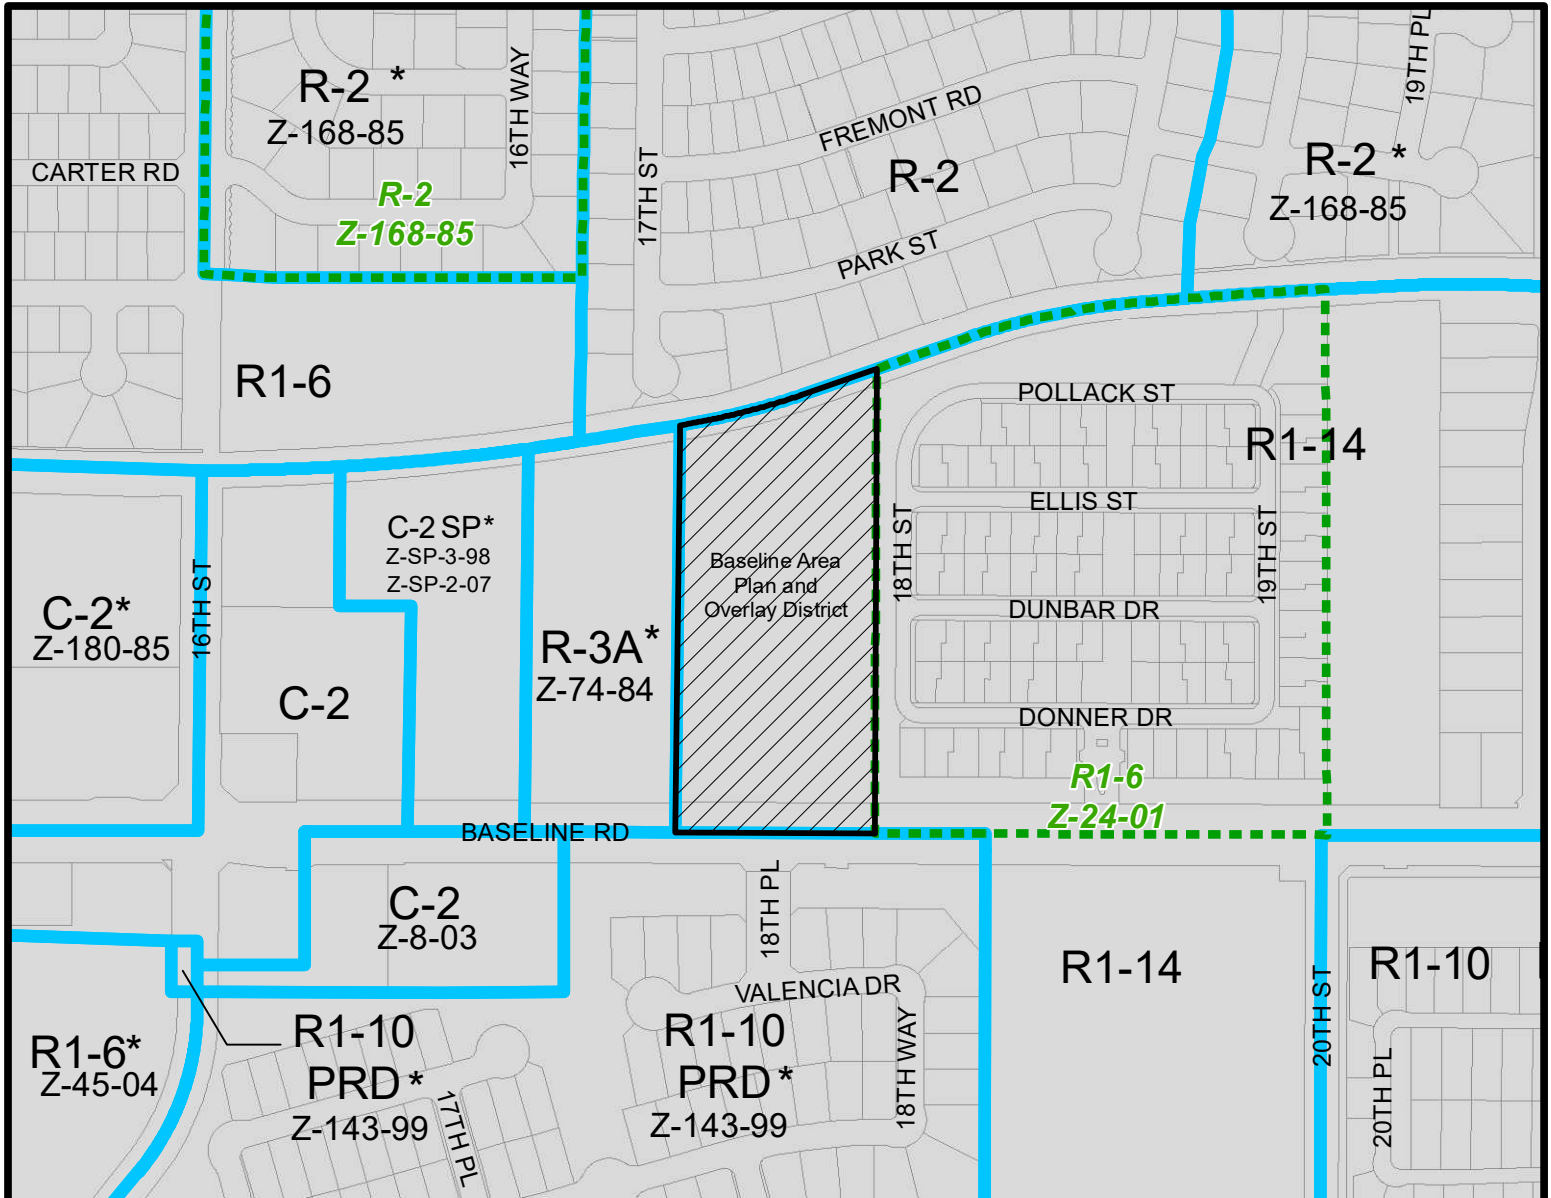 R-2 *
Z-168-85
16TH WAY
19TH PL
CARTER RD
R-2
Z-168-85
17TH ST
FREMONT RD
R-2
PARK ST
R-2 *
Z-168-85
R1-6
POLLACK ST
R1-14
ELLIS ST
C-2 SP*
Z-SP-3-98
Z-SP-2-07
18TH ST
19TH ST
Baseline Area
Plan and
Overlay District
16TH ST
C-2*
Z-180-85
DUNBAR DR
R-3A*
Z-74-84
C-2
DONNER DR
R1-6
Z-24-01
BASELINE RD
C-2
Z-8-03
18TH PL
VALENCIA DR
R1-14
R1-10
20TH ST
R1-6*
Z-45-04
R1-10
PRD *
Z-143-99
17TH PL
R1-10
PRD *
Z-143-99
18TH WAY
20TH PL